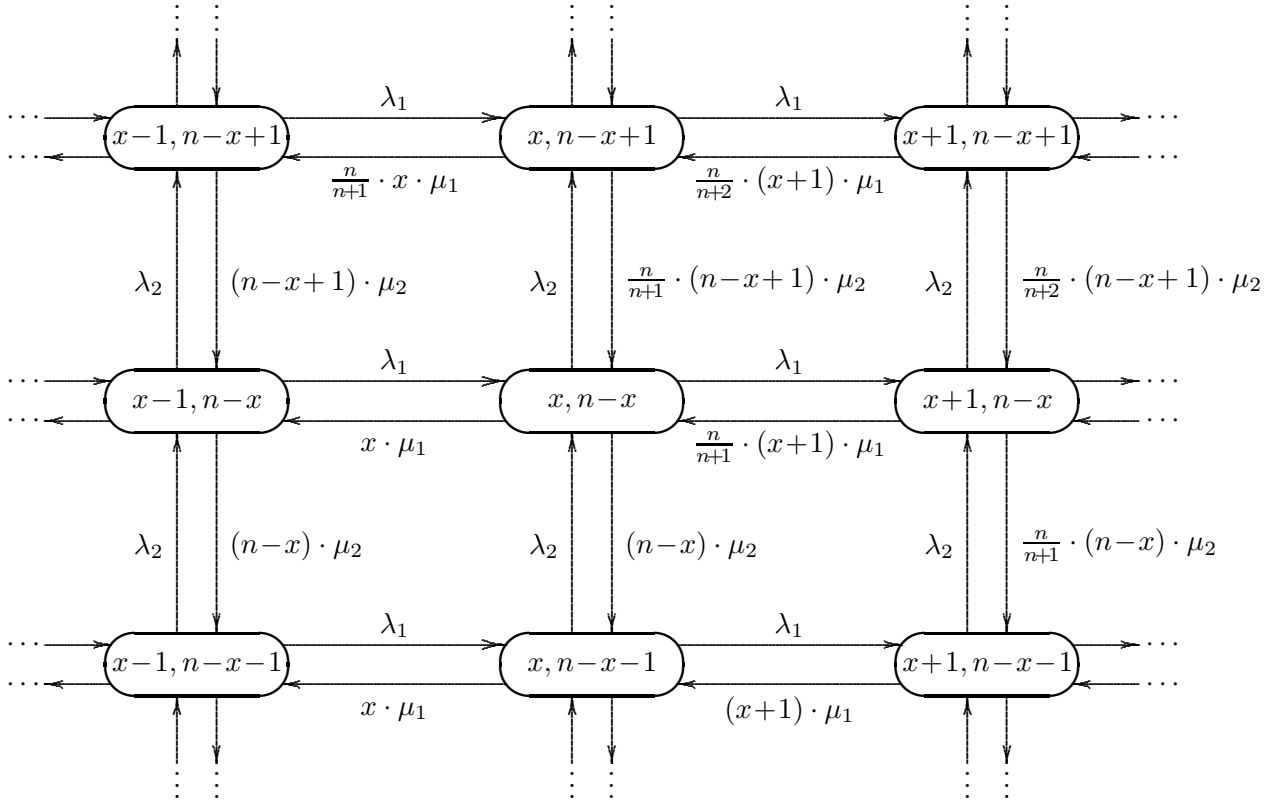 ⋮ ⋮ ⋮ ⋮ ⋮ ⋮
λ₁ λ₁
⋯ x−1, n−x+1 x, n−x+1 x+1, n−x+1 ⋯
⋯ n/n+1 · x · μ₁ n/n+2 · (x+1) · μ₁ ⋯
λ₂ (n−x+1) · μ₂ λ₂ n/n+1 · (n−x+1) · μ₂ λ₂ n/n+2 · (n−x+1) · μ₂
λ₁ λ₁
⋯ x−1, n−x x, n−x x+1, n−x ⋯
⋯ x · μ₁ n/n+1 · (x+1) · μ₁ ⋯
λ₂ (n−x) · μ₂ λ₂ (n−x) · μ₂ λ₂ n/n+1 · (n−x) · μ₂
λ₁ λ₁
⋯ x−1, n−x−1 x, n−x−1 x+1, n−x−1 ⋯
⋯ x · μ₁ (x+1) · μ₁ ⋯
⋮ ⋮ ⋮ ⋮ ⋮ ⋮